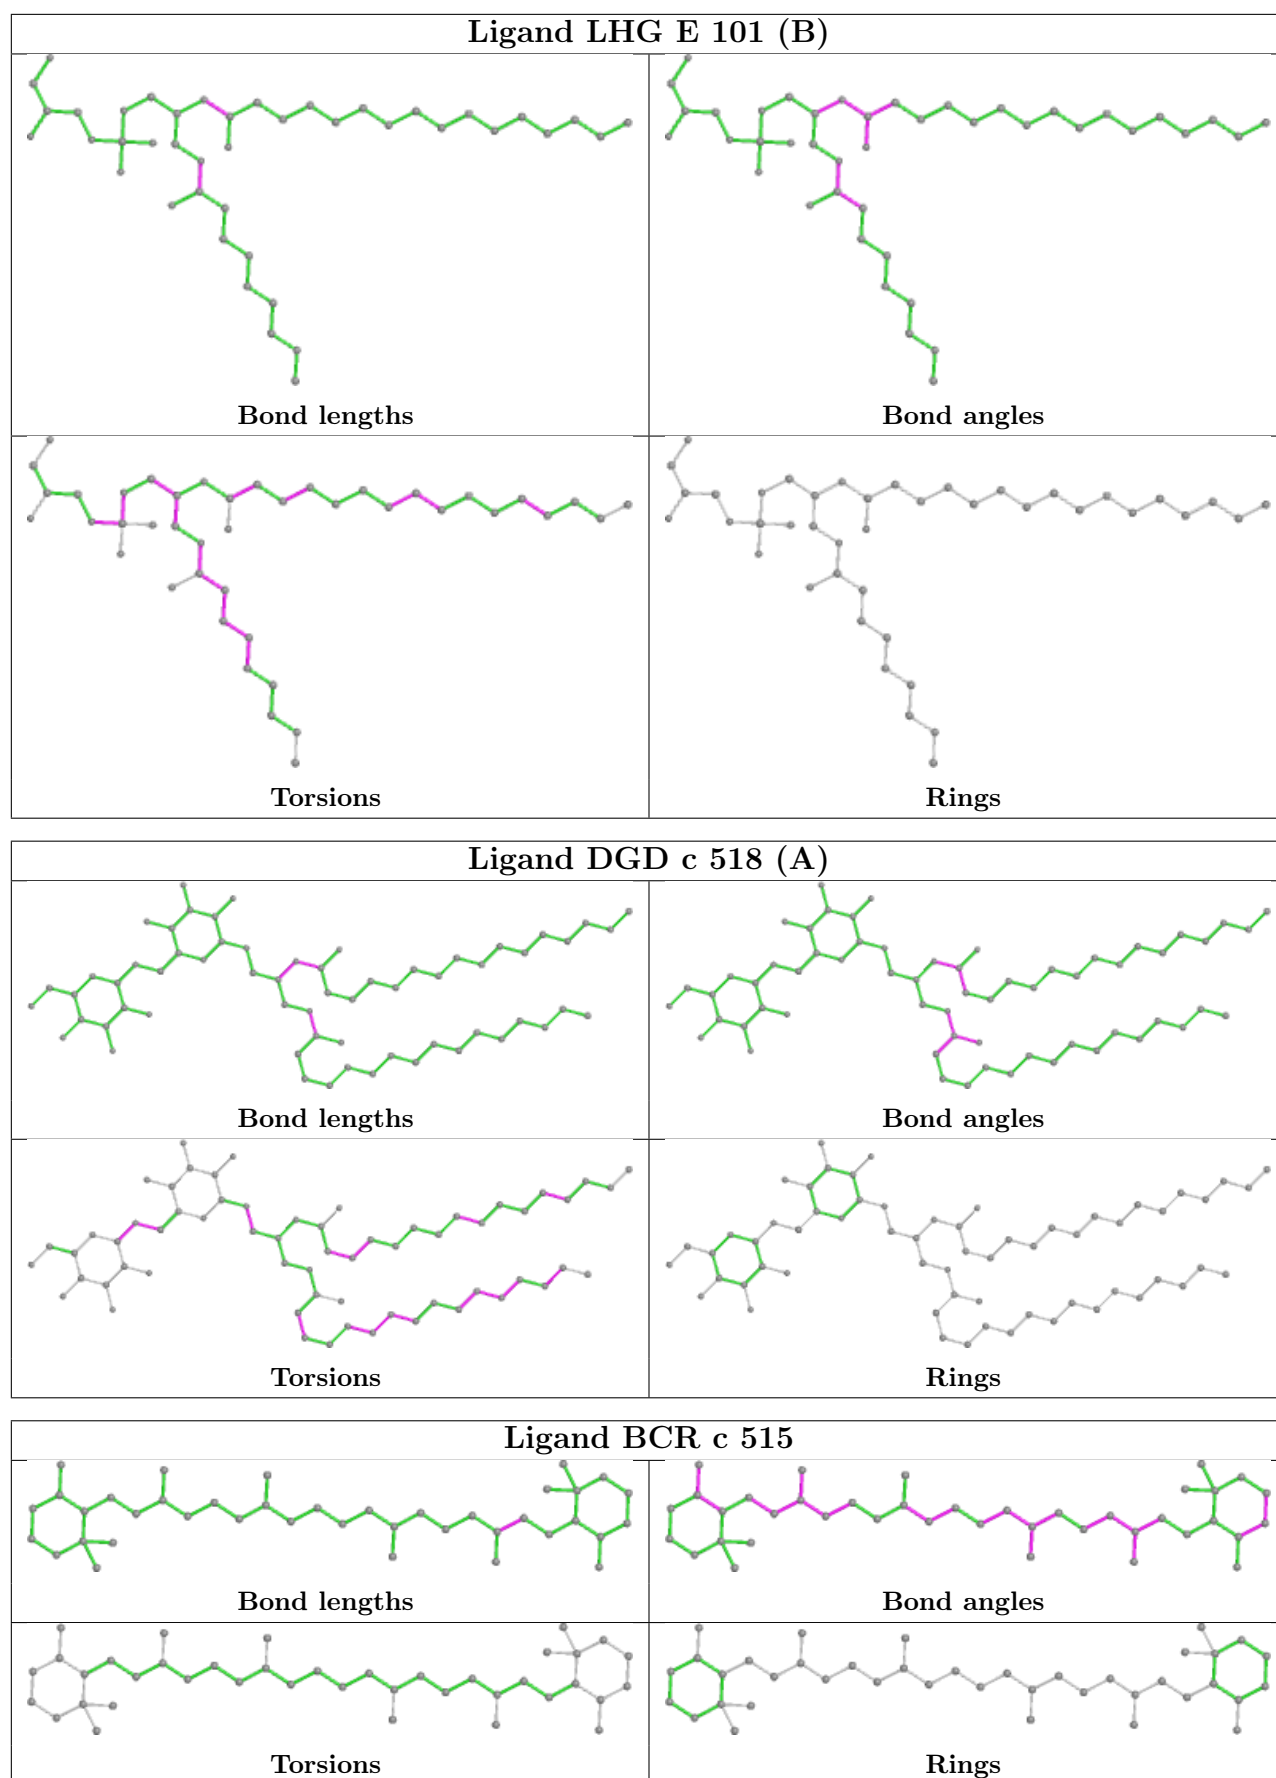 Ligand LHG E 101 (B)
Bond lengths
Bond angles
Torsions
Rings
Ligand DGD c 518 (A)
Bond lengths
Bond angles
Torsions
Rings
Ligand BCR c 515
Bond lengths
Bond angles
Torsions
Rings